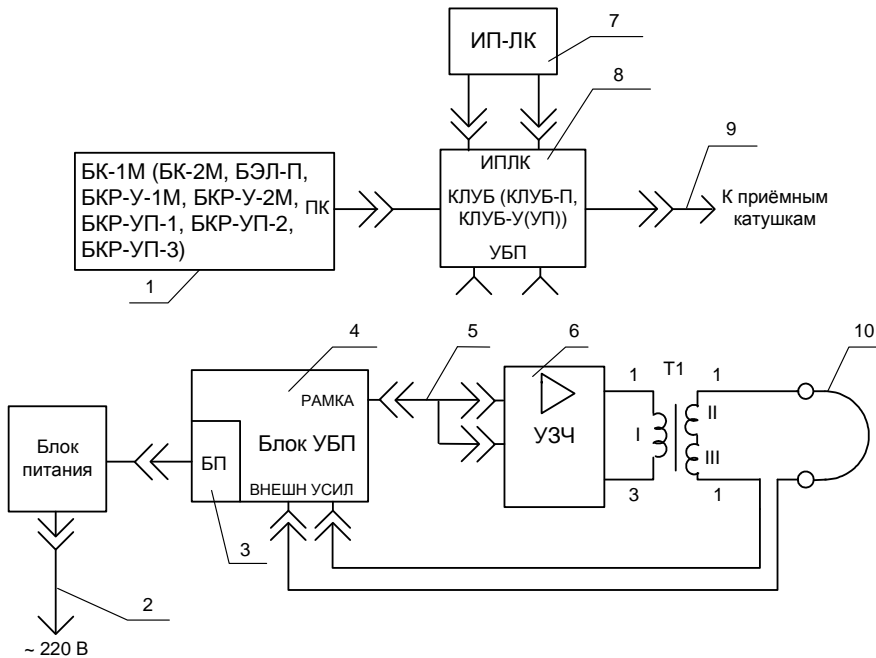 ИП-ЛК
7
8
9
БК-1М (БК-2М, БЭЛ-П,
БКР-У-1М, БКР-У-2М,
БКР-УП-1, БКР-УП-2,
БКР-УП-3)
ПК
1
ИПЛК
КЛУБ (КЛУБ-П,
КЛУБ-У(УП))
УБП
К приёмным
катушкам
4
5
6
10
РАМКА
Блок УБП
БП
ВНЕШН УСИЛ
3
Блок
питания
2
~ 220 В
УЗЧ
1
3
I
Т1
1
II
III
1